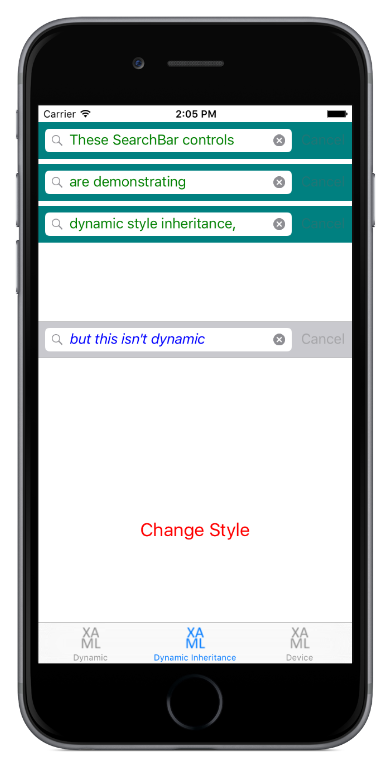 Carrier 2:05 PM
These SearchBar controls
are demonstrating
dynamic style inheritance,
but this isn't dynamic Cancel
Change Style
XA XA XA
ML ML ML
Dynamic Dynamic Inheritance Device